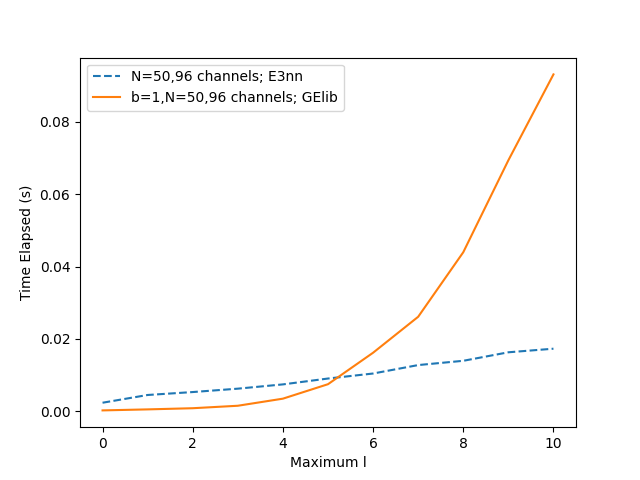 N=50,96 channels; E3nn
b=1,N=50,96 channels; GElib
0.08
0.06
0.04
0.02
0.00
Time Elapsed (s)
0 2 4 6 8 10
Maximum l